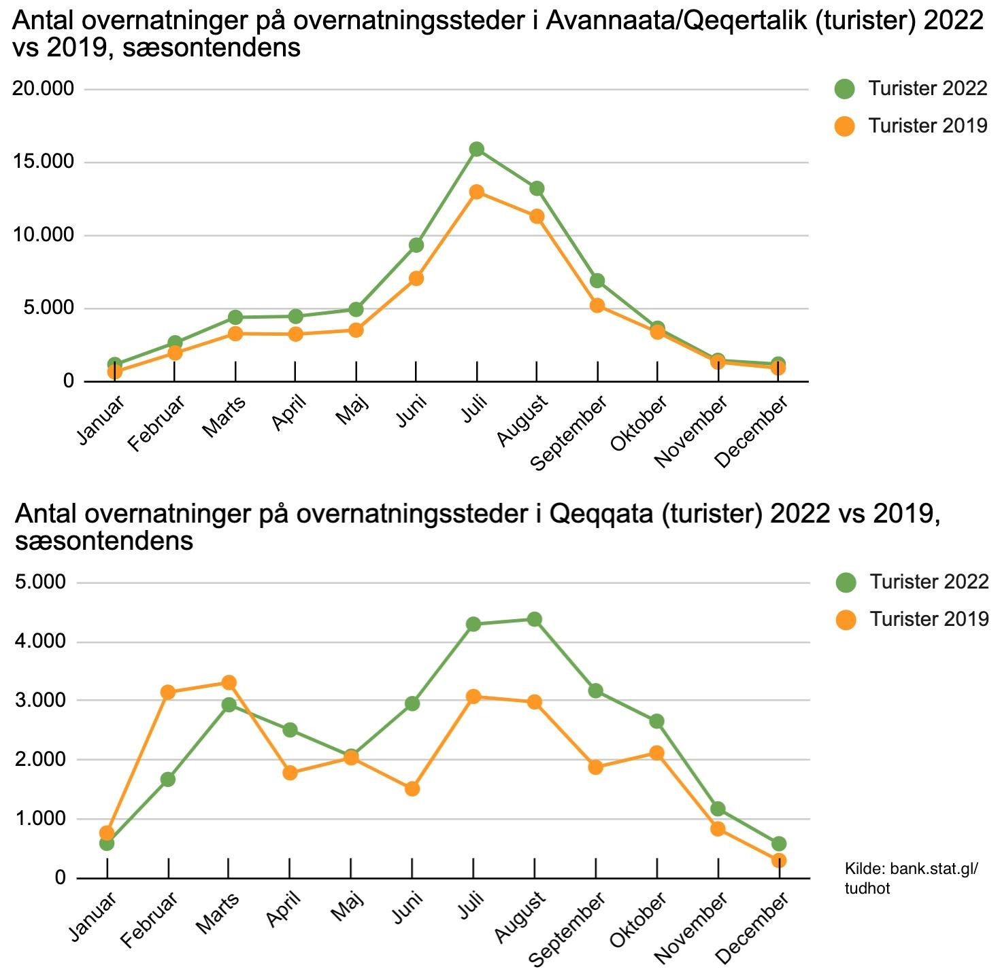 Antal overnatninger på overnatningssteder i Avannaata/Qeqertalik (turister) 2022
vs 2019, sæsontendens
20.000
15.000
10.000
5.000
0
Turister 2022
Turister 2019
Januar
Februar
Marts
April
Maj
Juni
Juli
August
September
Oktober
November
December
Antal overnatninger på overnatningssteder i Qeqqata (turister) 2022 vs 2019,
sæsontendens
5.000
4.000
3.000
2.000
1.000
0
Turister 2022
Turister 2019
Januar
Februar
Marts
April
Maj
Juni
Juli
August
September
Oktober
November
December
Kilde: bank.stat.gl/
tudhot